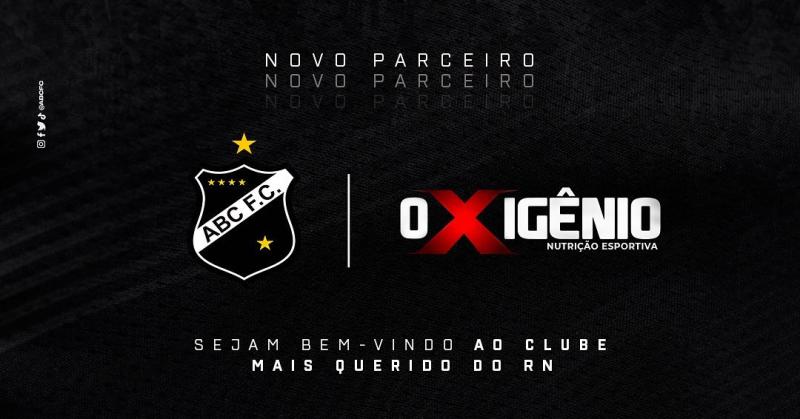 NOVO PARCEIRO
NOVO PARCEIRO
NOVO PARCEIRO
@ABCFC
ABC F.C.
OXIGÊNIO
NUTRIÇÃO ESPORTIVA
SEJAM BEM-VINDO AO CLUBE
MAIS QUERIDO DO RN